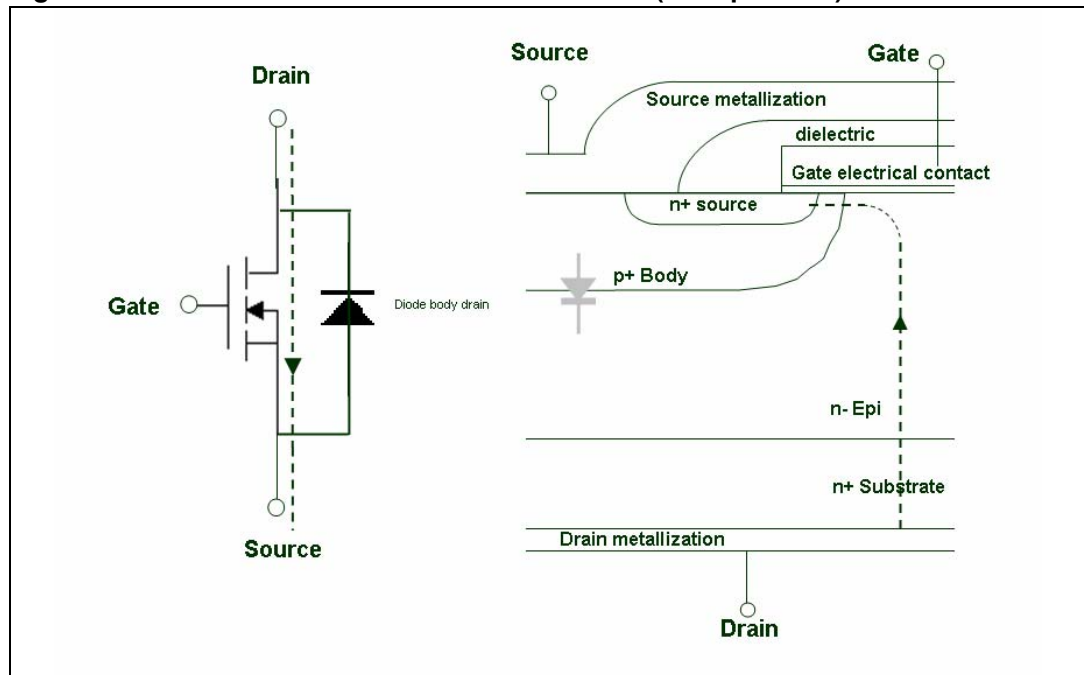 Source
Gate
Drain
Source metallization
dielectric
Gate electrical contact
n+ source
p+ Body
Gate
Diode body drain
n- Epi
n+ Substrate
Source
Drain metallization
Drain